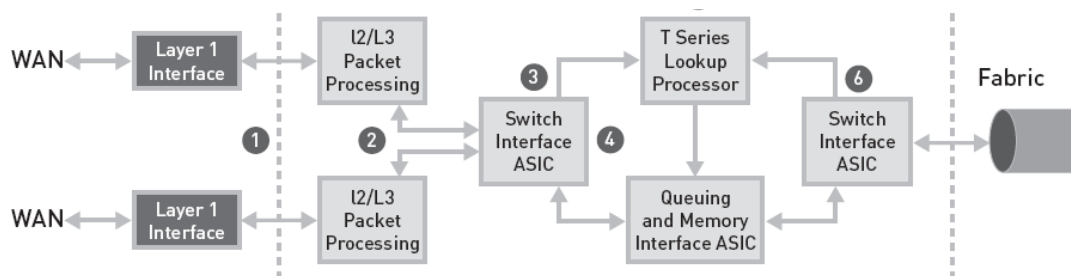 WAN
Layer 1
Interface
l2/L3
Packet
Processing
1
2
3
Switch
Interface
ASIC
4
T Series
Lookup
Processor
6
Switch
Interface
ASIC
Fabric
WAN
Layer 1
Interface
l2/L3
Packet
Processing
Queuing
and Memory
Interface ASIC